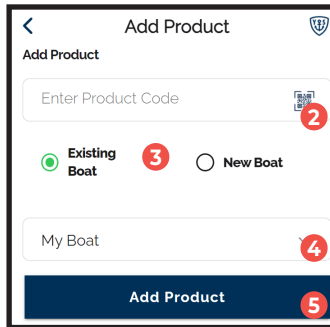 Add Product
Add Product
Enter Product Code
2
Existing Boat
3
New Boat
My Boat
4
Add Product
5